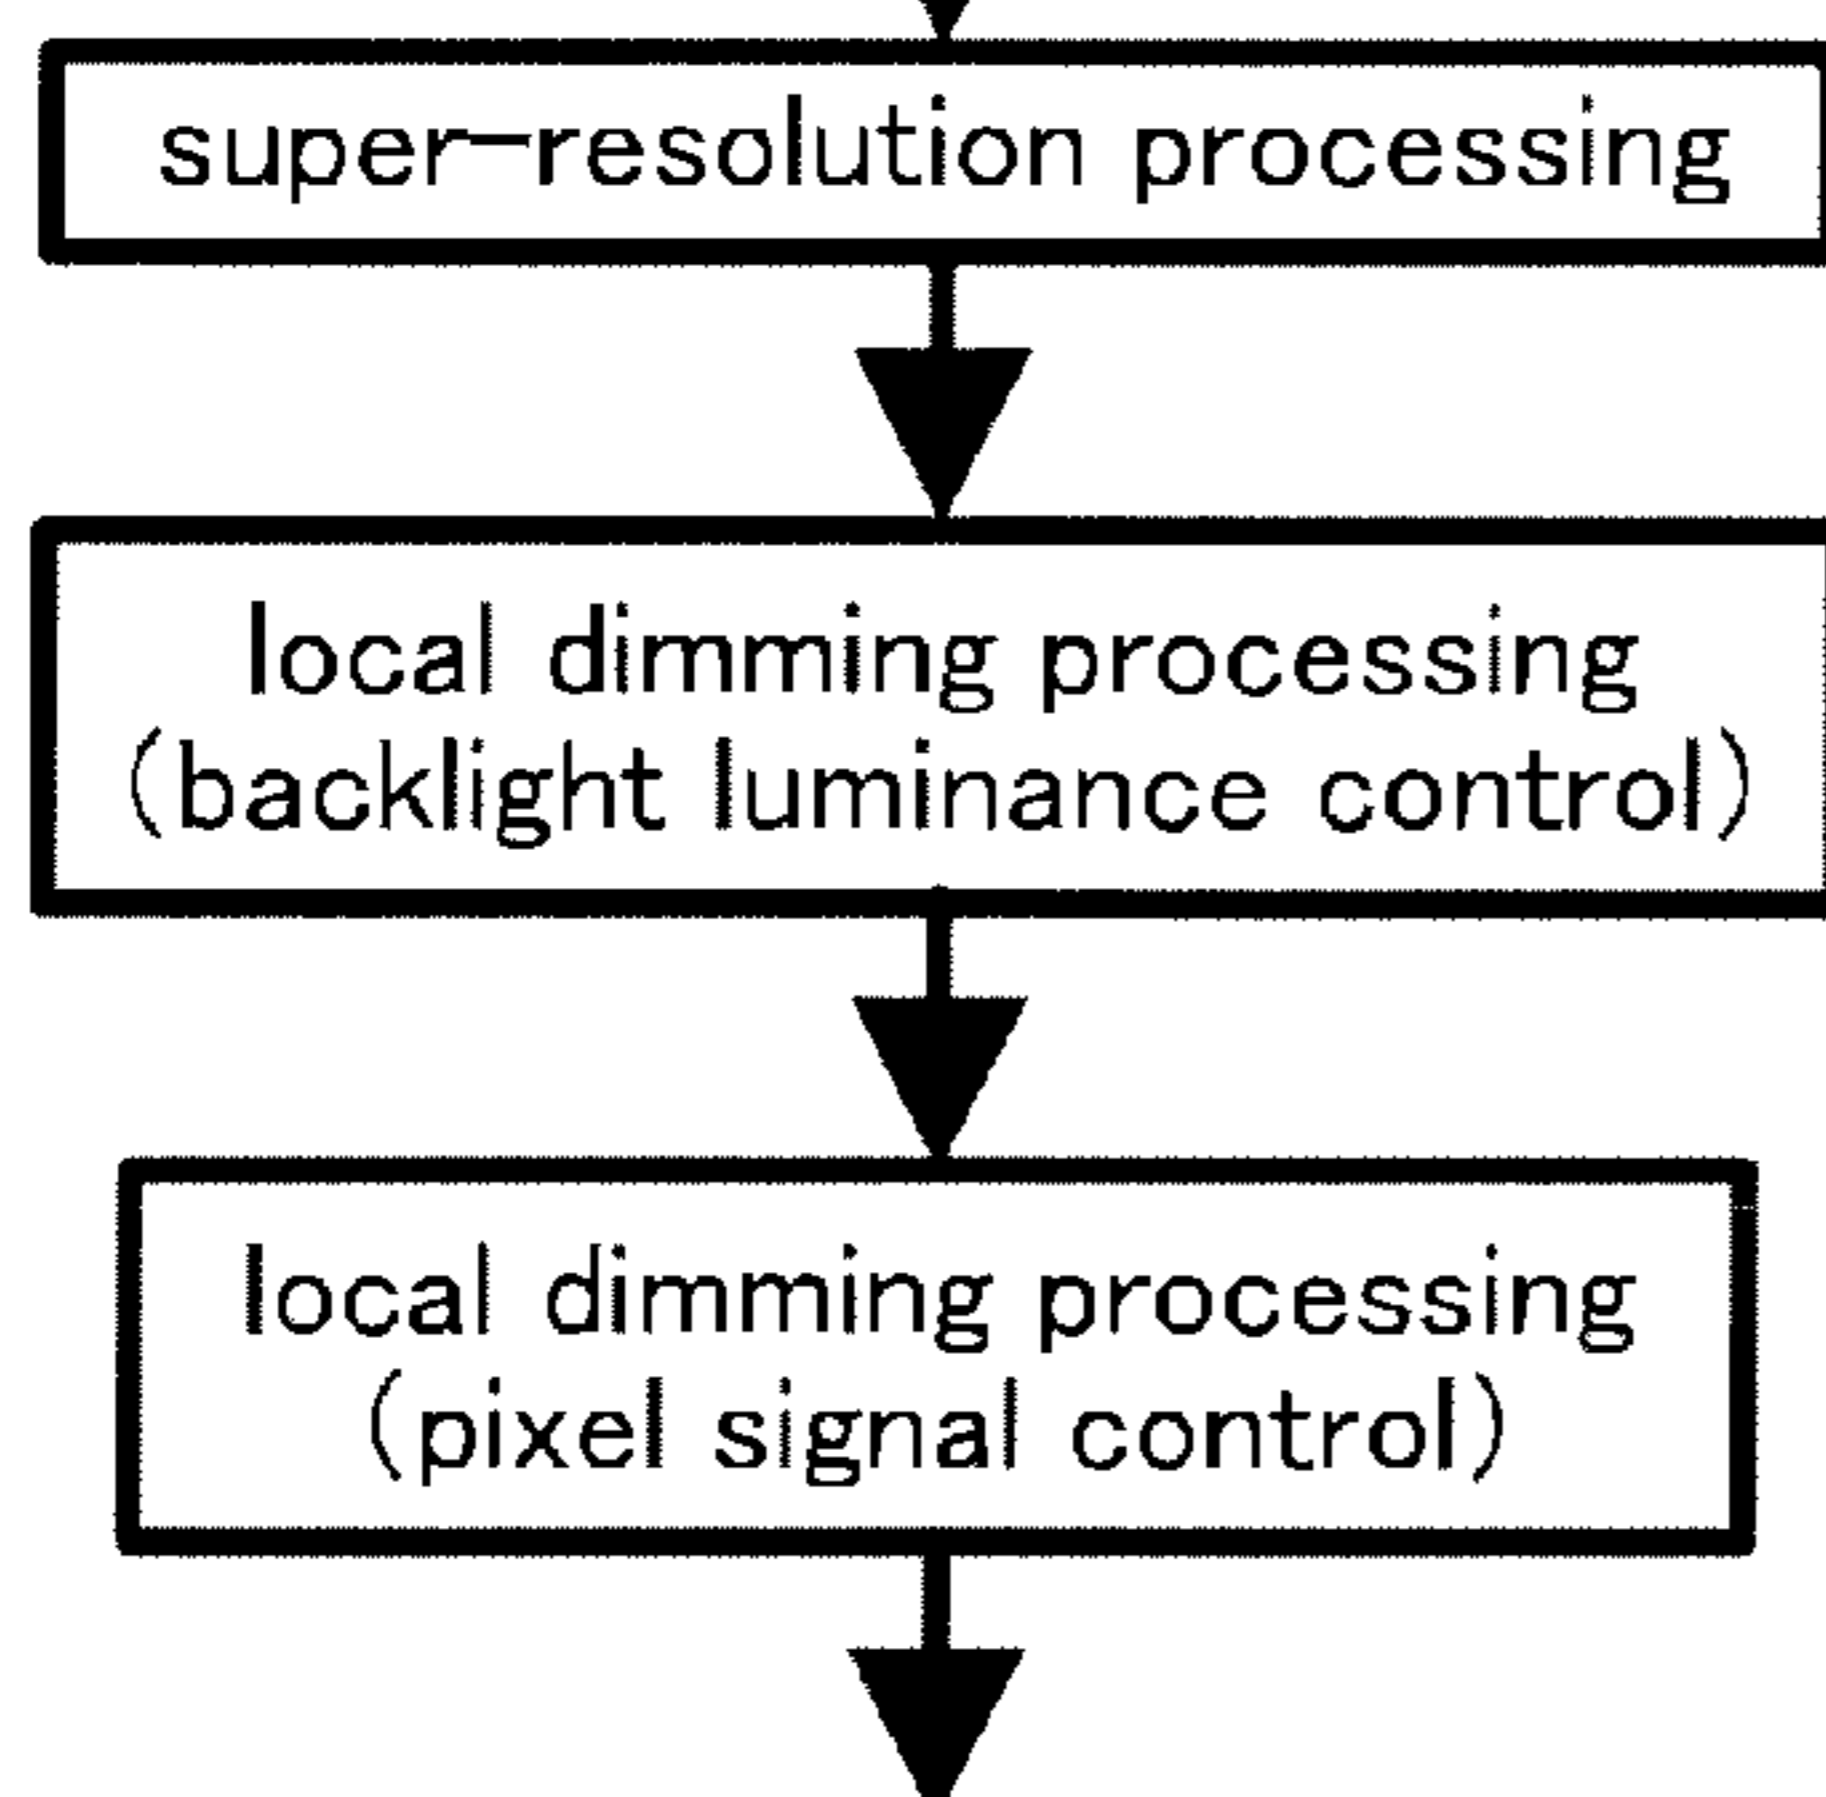 super-resolution processing
local dimming processing
(backlight luminance control)
local dimming processing
(pixel signal control)